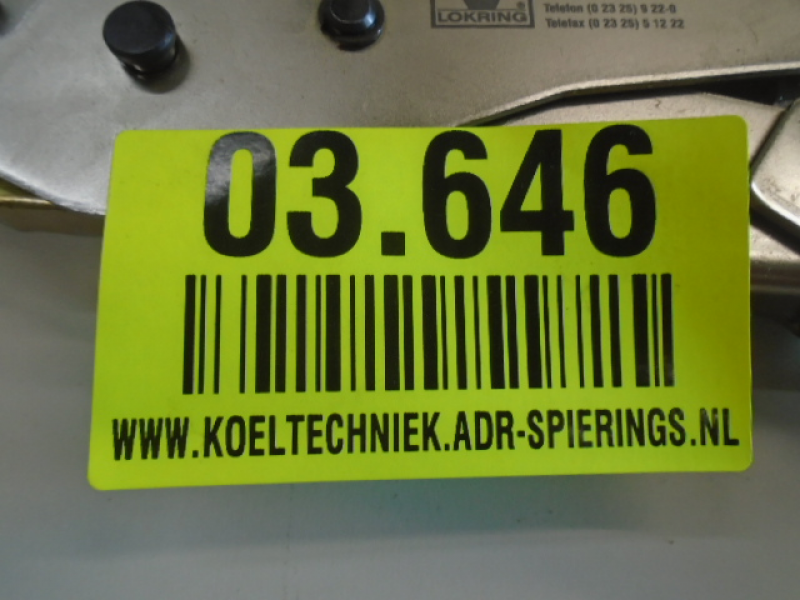 LOKRING
Telefon (0 23 25) 9 22-0
Telefax (0 23 25) 5 12 22
03.646
WWW.KOELTECHNIEK.ADR-SPIERINGS.NL